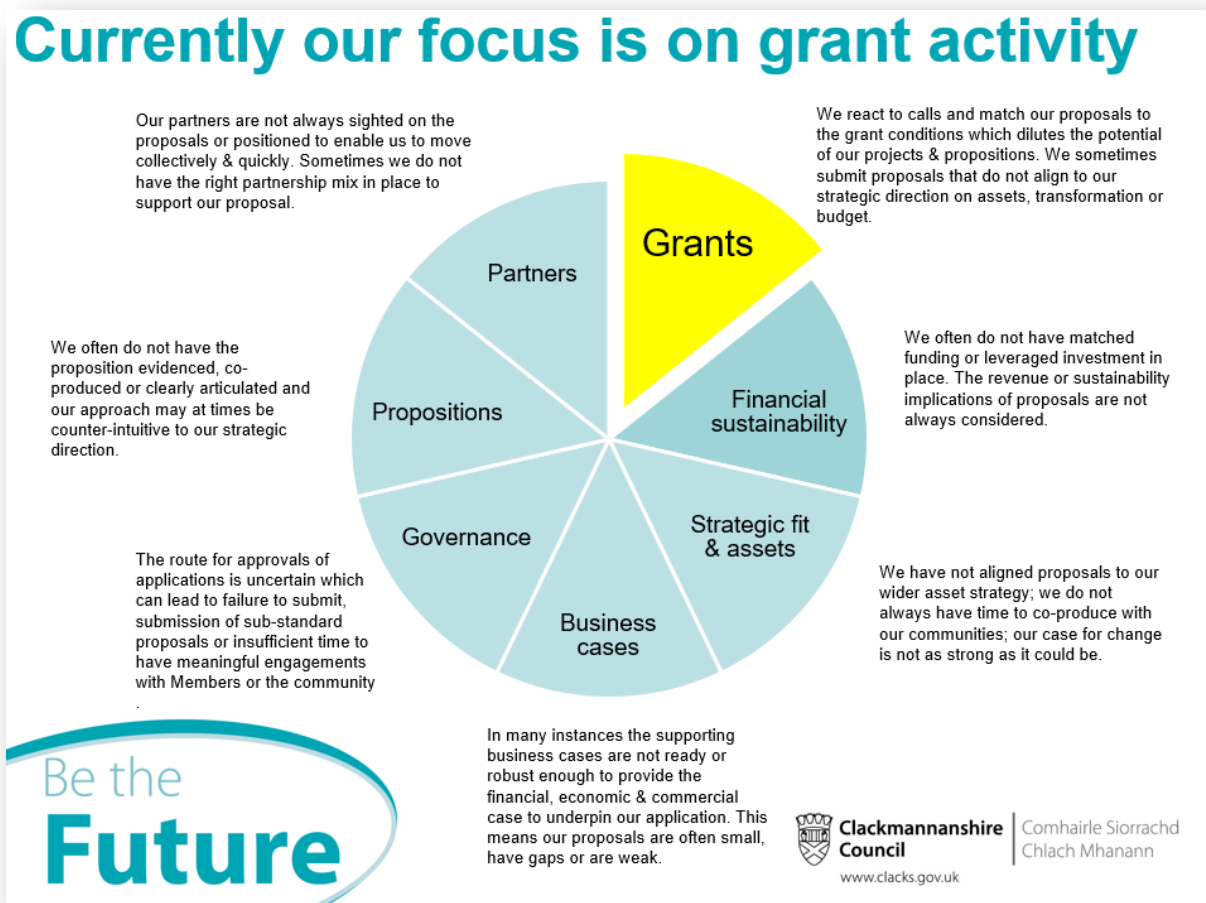 Currently our focus is on grant activity
Our partners are not always sighted on the
proposals or positioned to enable us to move
collectively & quickly. Sometimes we do not
have the right partnership mix in place to
support our proposal.
We react to calls and match our proposals to
the grant conditions which dilutes the potential
of our projects & propositions. We sometimes
submit proposals that do not align to our
strategic direction on assets, transformation or
budget.
Grants
Partners
We often do not have the
proposition evidenced, co-
produced or clearly articulated and
our approach may at times be
counter-intuitive to our strategic
direction.
Propositions
Financial
sustainability
We often do not have matched
funding or leveraged investment in
place. The revenue or sustainability
implications of proposals are not
always considered.
Governance
Strategic fit
& assets
The route for approvals of
applications is uncertain which
can lead to failure to submit,
submission of sub-standard
proposals or insufficient time to
have meaningful engagements
with Members or the community
.
Business
cases
We have not aligned proposals to our
wider asset strategy; we do not
always have time to co-produce with
our communities; our case for change
is not as strong as it could be.
In many instances the supporting
business cases are not ready or
robust enough to provide the
financial, economic & commercial
case to underpin our application. This
means our proposals are often small,
have gaps or are weak.
Be the
Future
Clackmannanshire
Council
www.clacks.gov.uk
Comhairle Siorrachd
Chlach Mhanann